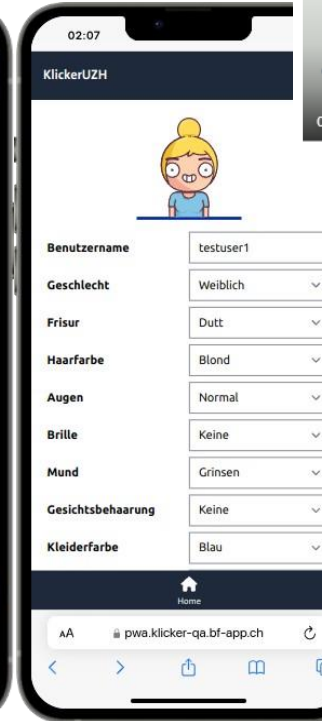 02:07
KlickerUZH
Benutzername testuser1
Geschlecht Weiblich
Frisur Dutt
Haarfarbe Blond
Augen Normal
Brille Keine
Mund Grinsen
Gesichtsbehaarung Keine
Kleiderfarbe Blau
Home
AA pwa.klicker-qa.bf-app.ch